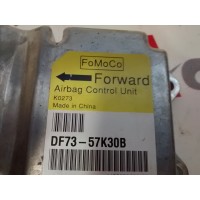 FoMoCo
Forward
Airbag Control Unit
K0273
Made in China
DF73-57K30B